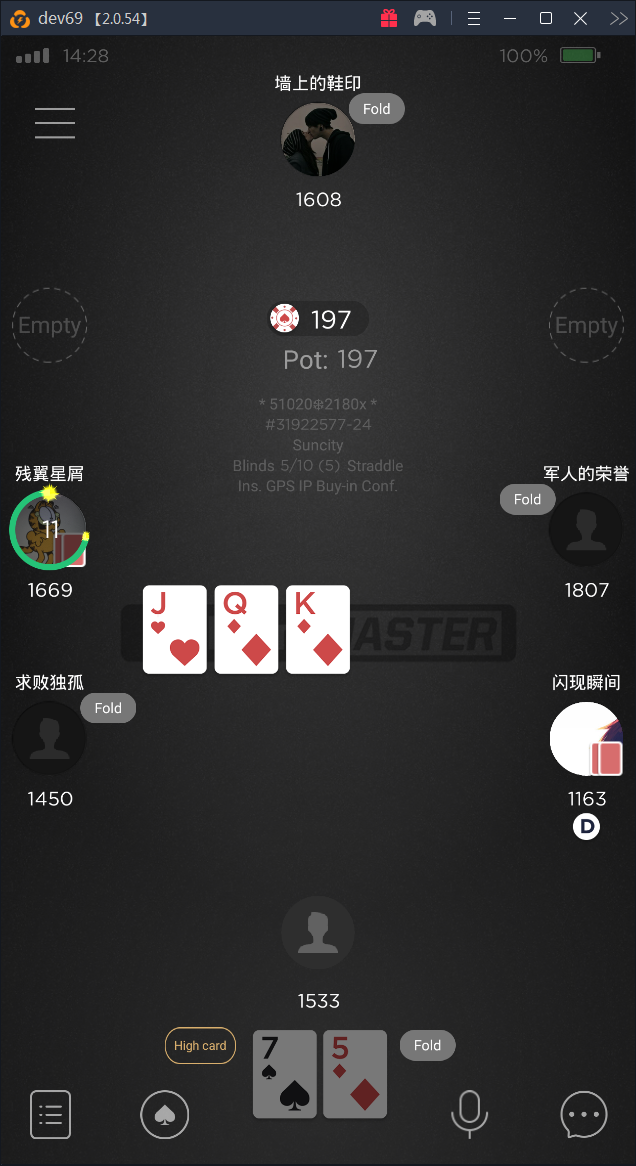 dev69 【2.0.54】
14:28
100%
墙上的鞋印
Fold
1608
Empty
197
Empty
Pot: 197
* 51020❄2180x *
#31922577-24
Suncity
Blinds 5/10 (5) Straddle
Ins. GPS IP Buy-in Conf.
残翼星屑
军人的荣誉
Fold
11
1669
1807
J Q K
MASTER
求败独孤
闪现瞬间
Fold
1450
1163
D
1533
High card
7 5
Fold